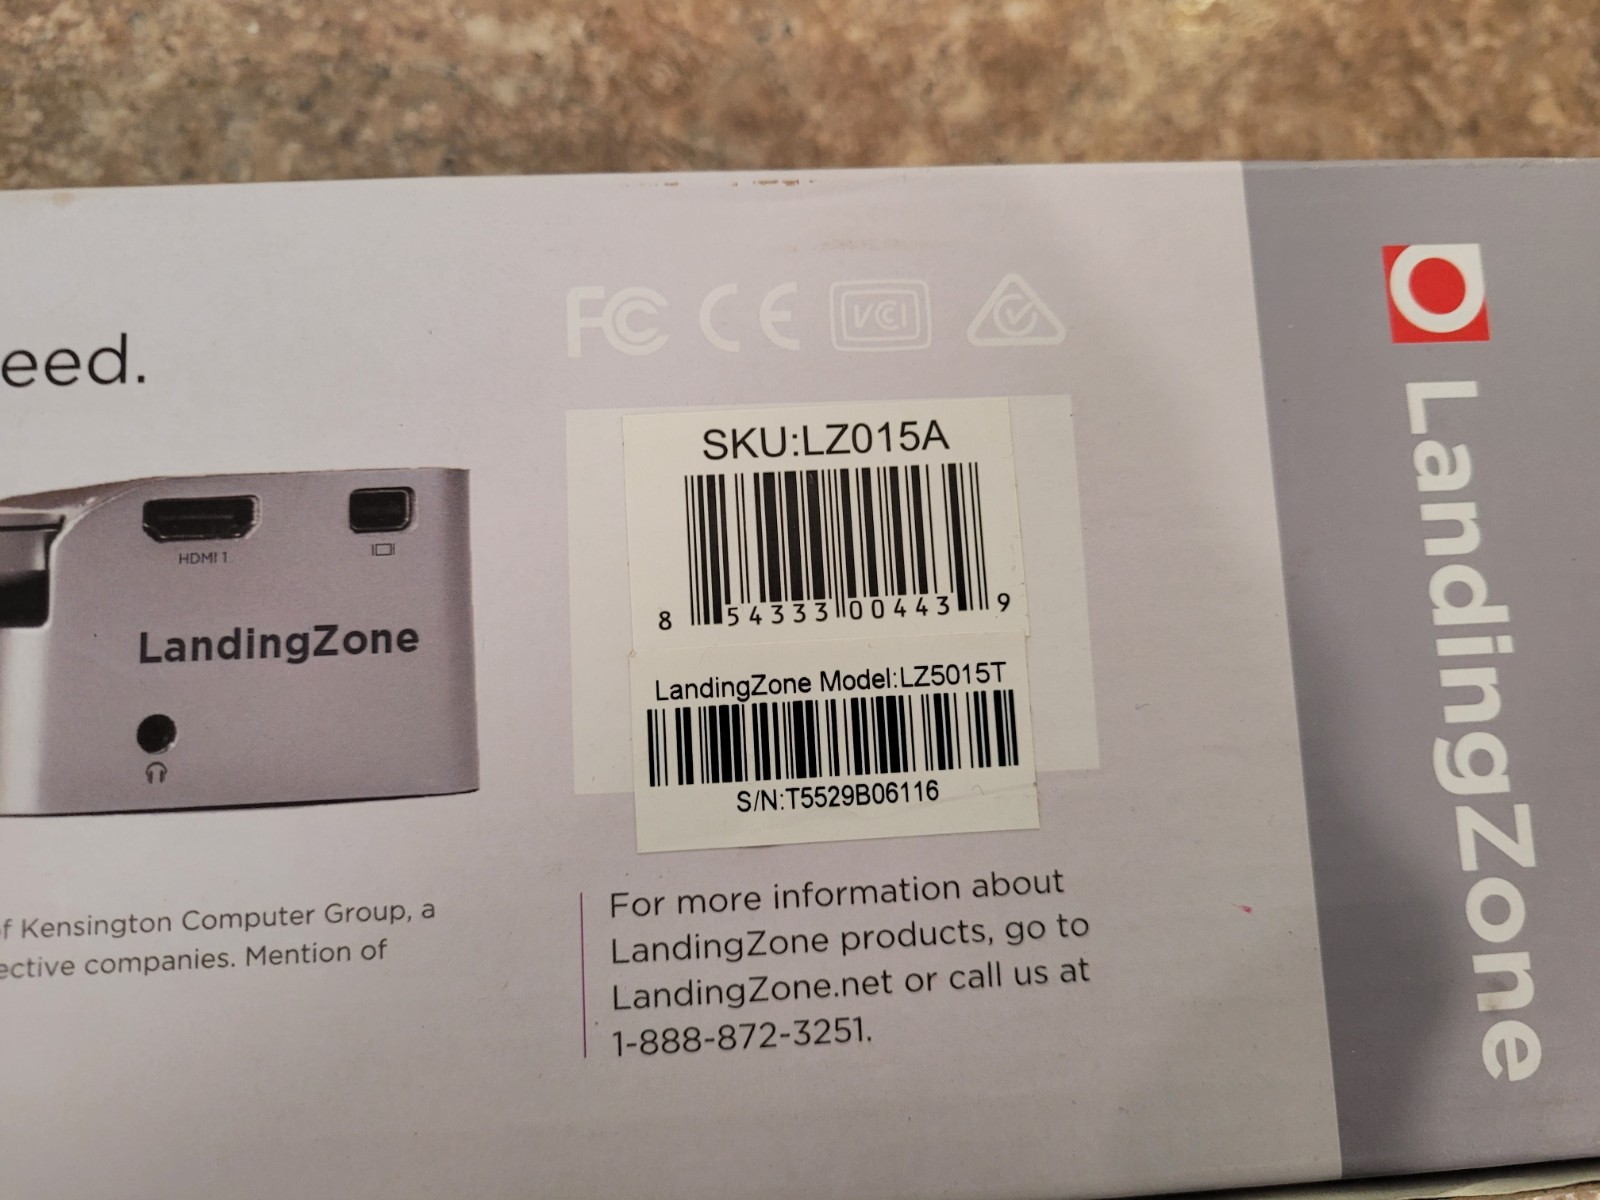 FC CE VCI
eed.
SKU:LZ015A
8 54333 00443 9
HDMI 1
LandingZone
LandingZone Model:LZ5015T
S/N:T5529B06116
of Kensington Computer Group, a
ective companies. Mention of
For more information about
LandingZone products, go to
LandingZone.net or call us at
1-888-872-3251.
LandingZone